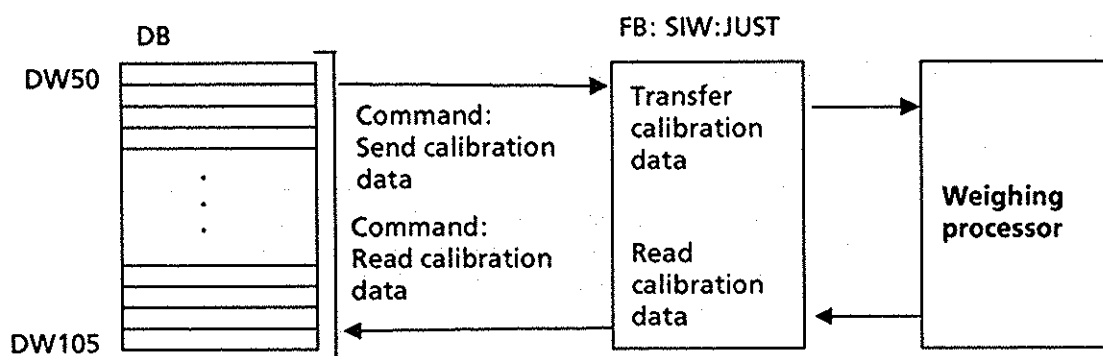 DB
FB: SIW:JUST
DW50
Command:
Send calibration
data
Command:
Read calibration
data
DW105
Transfer
calibration
data
Read
calibration
data
Weighing
processor